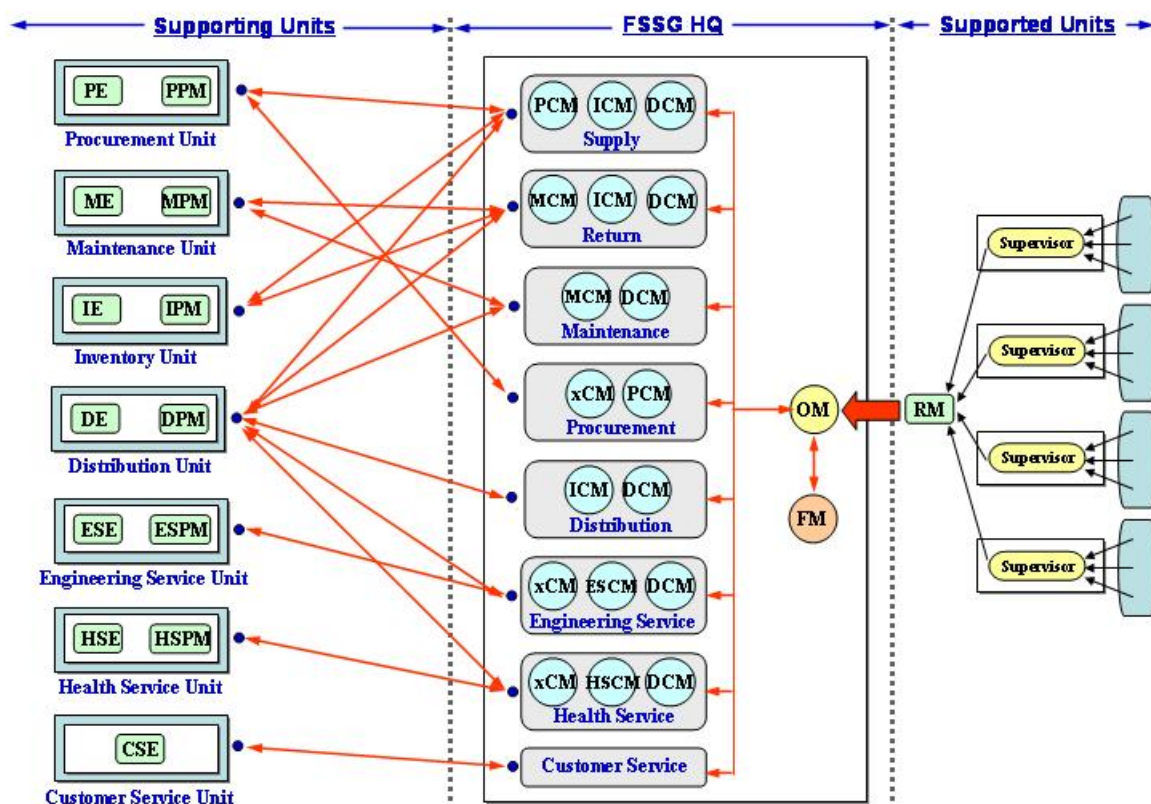 Supporting Units
FSSG HQ
Supported Units
PE PPM
Procurement Unit
ME MPM
Maintenance Unit
IE IPM
Inventory Unit
DE DPM
Distribution Unit
ESE ESPM
Engineering Service Unit
HSE HSPM
Health Service Unit
CSE
Customer Service Unit
PCM ICM DCM
Supply
MCM ICM DCM
Return
MCM DCM
Maintenance
xCM PCM
Procurement
ICM DCM
Distribution
xCM ESCM DCM
Engineering Service
xCM HSCM DCM
Health Service
Customer Service
OM
FM
RM
Supervisor
Supervisor
Supervisor
Supervisor